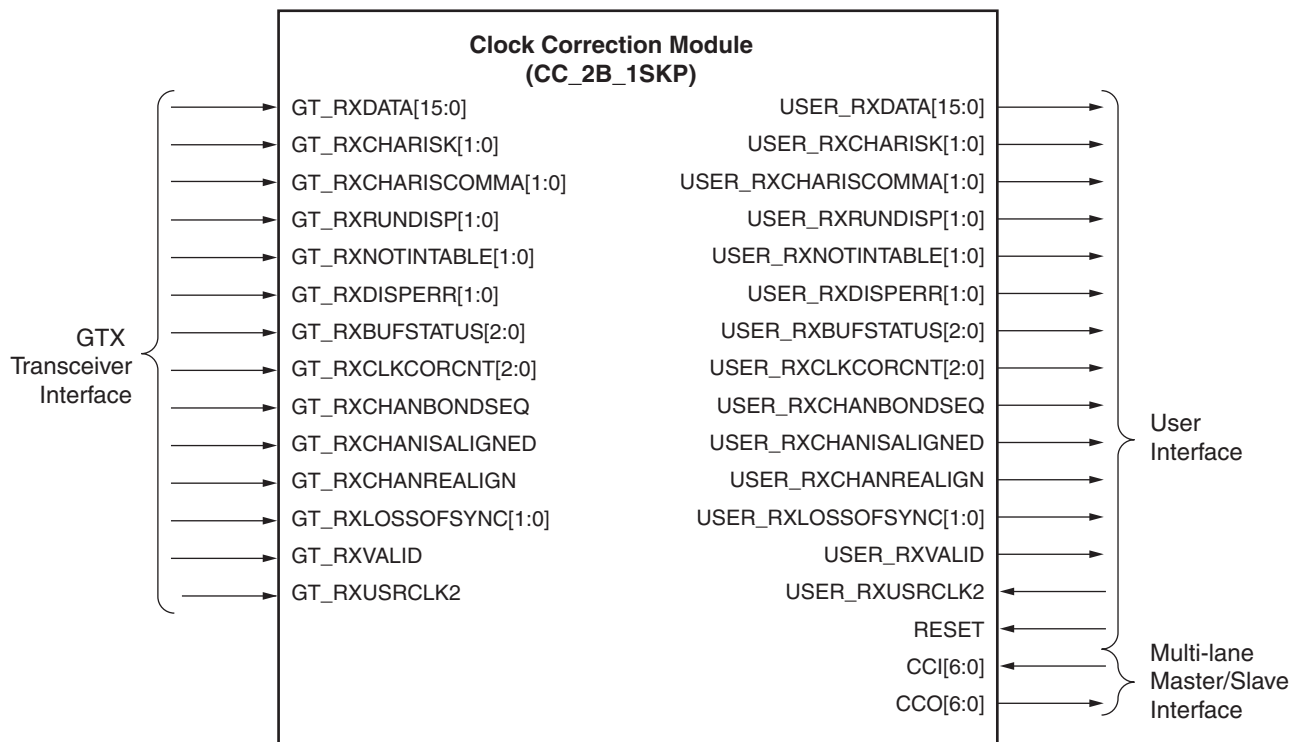 Clock Correction Module
(CC_2B_1SKP)
GT_RXDATA[15:0]
GT_RXCHARISK[1:0]
GT_RXCHARISCOMMA[1:0]
GT_RXRUNDISP[1:0]
GT_RXNOTINTABLE[1:0]
GT_RXDISPERR[1:0]
GT_RXBUFSTATUS[2:0]
GT_RXCLKCORCNT[2:0]
GT_RXCHANBONDSEQ
GT_RXCHANISALIGNED
GT_RXCHANREALIGN
GT_RXLOSSOFSYNC[1:0]
GT_RXVALID
GT_RXUSRCLK2
GTX
Transceiver
Interface
USER_RXDATA[15:0]
USER_RXCHARISK[1:0]
USER_RXCHARISCOMMA[1:0]
USER_RXRUNDISP[1:0]
USER_RXNOTINTABLE[1:0]
USER_RXDISPERR[1:0]
USER_RXBUFSTATUS[2:0]
USER_RXCLKCORCNT[2:0]
USER_RXCHANBONDSEQ
USER_RXCHANISALIGNED
USER_RXCHANREALIGN
USER_RXLOSSOFSYNC[1:0]
USER_RXVALID
USER_RXUSRCLK2
RESET
CCI[6:0]
CCO[6:0]
User
Interface
Multi-lane
Master/Slave
Interface